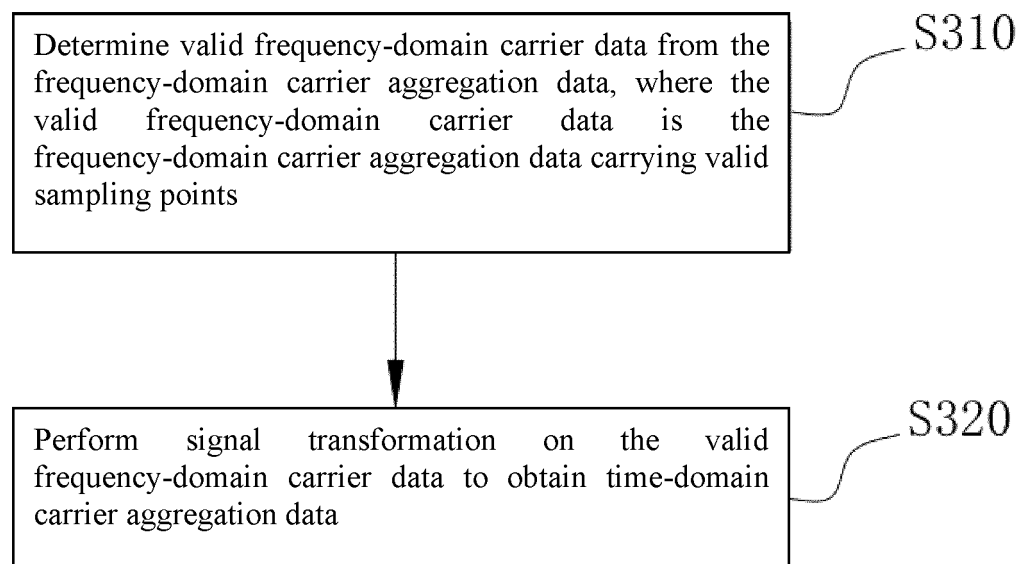 Determine valid frequency-domain carrier data from the
frequency-domain carrier aggregation data, where the
valid frequency-domain carrier data is the
frequency-domain carrier aggregation data carrying valid
sampling points
S310
Perform signal transformation on the valid
frequency-domain carrier data to obtain time-domain
carrier aggregation data
S320